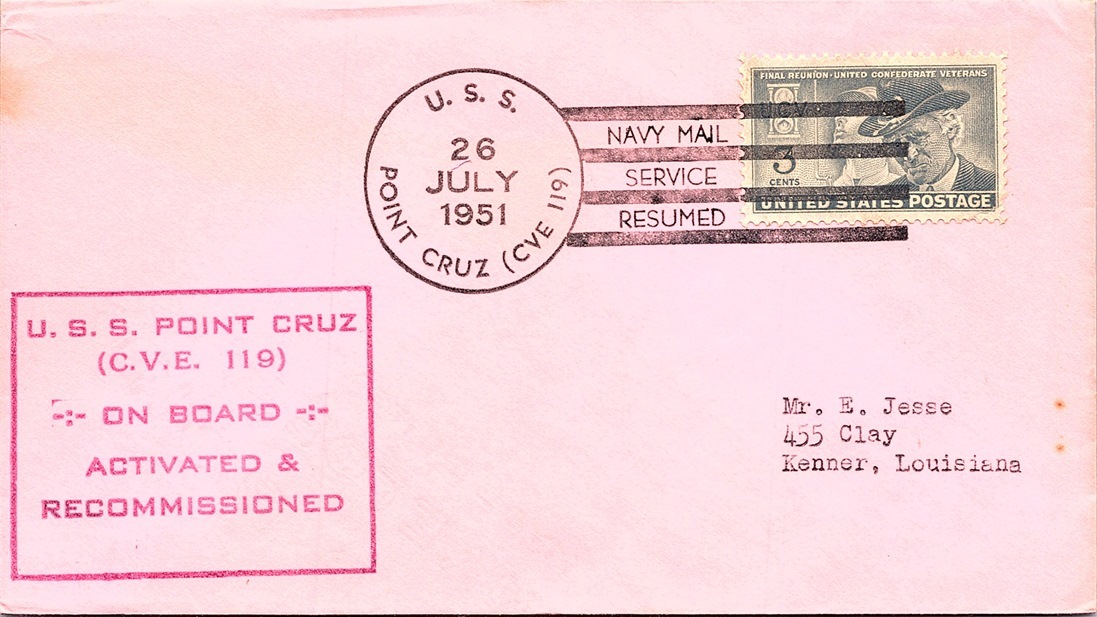 U. S. S.
26
JULY
1951
POINT CRUZ (CVE 119)
NAVY MAIL
SERVICE
RESUMED
FINAL REUNION·UNITED CONFEDERATE VETERANS
UCV
3
CENTS
UNITED STATES POSTAGE
U. S. S. POINT CRUZ
(C.V.E. 119)
-:- ON BOARD -:-
ACTIVATED &
RECOMMISSIONED
Mr. E. Jesse
455 Clay
Kenner, Louisiana